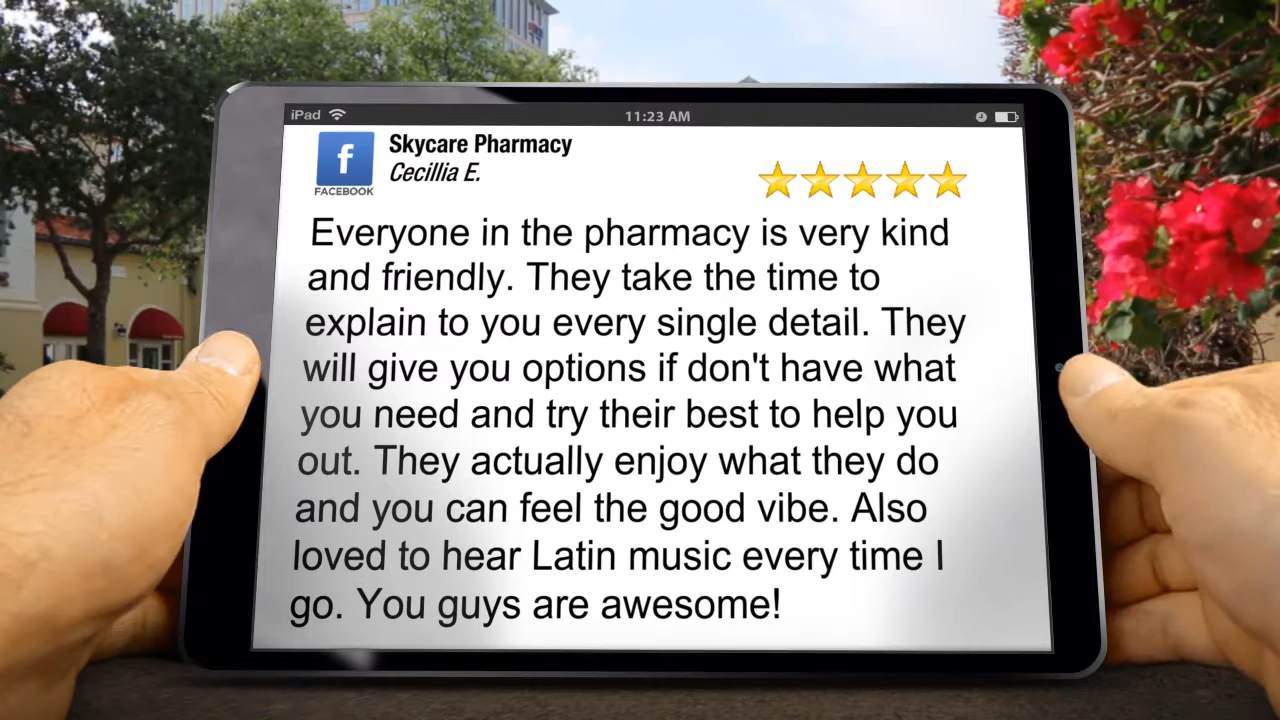 iPad
11:23 AM
FACEBOOK
Skycare Pharmacy
Cecillia E.
Everyone in the pharmacy is very kind
and friendly. They take the time to
explain to you every single detail. They
will give you options if don't have what
you need and try their best to help you
out. They actually enjoy what they do
and you can feel the good vibe. Also
loved to hear Latin music every time I
go. You guys are awesome!